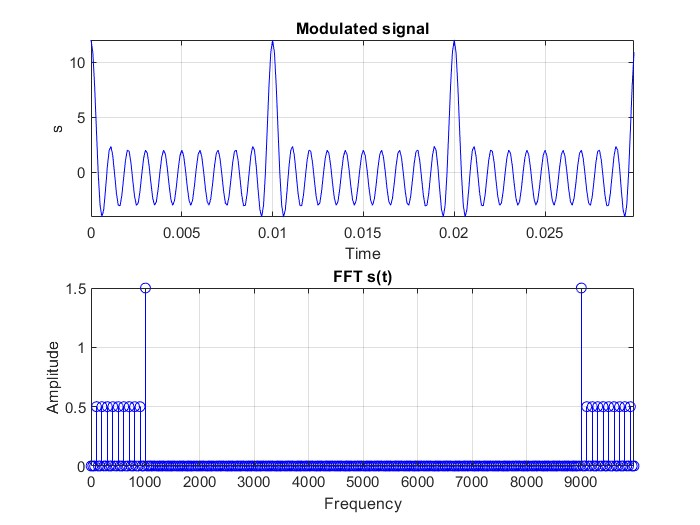 Modulated signal
10
5
0
s
0 0.005 0.01 0.015 0.02 0.025
Time
FFT s(t)
1.5
1
0.5
0
Amplitude
0 1000 2000 3000 4000 5000 6000 7000 8000 9000
Frequency